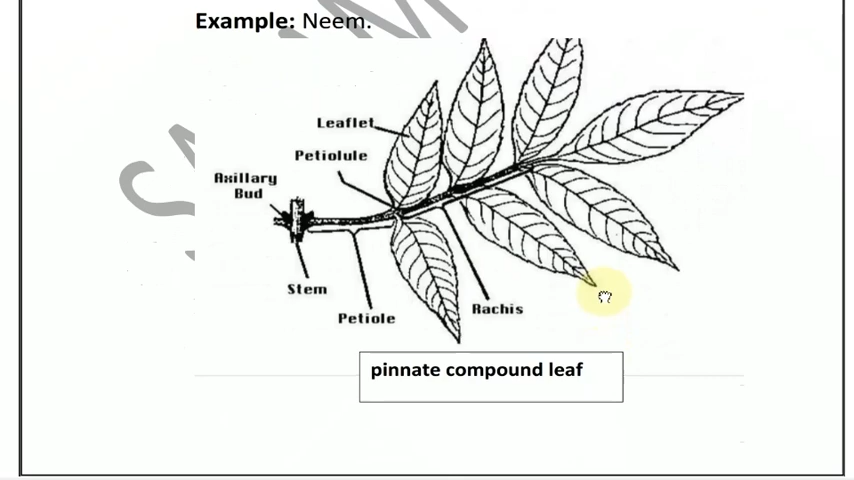 Example: Neem.
Leaflet
Petiolule
Axillary
Bud
Stem
Petiole
Rachis
pinnate compound leaf